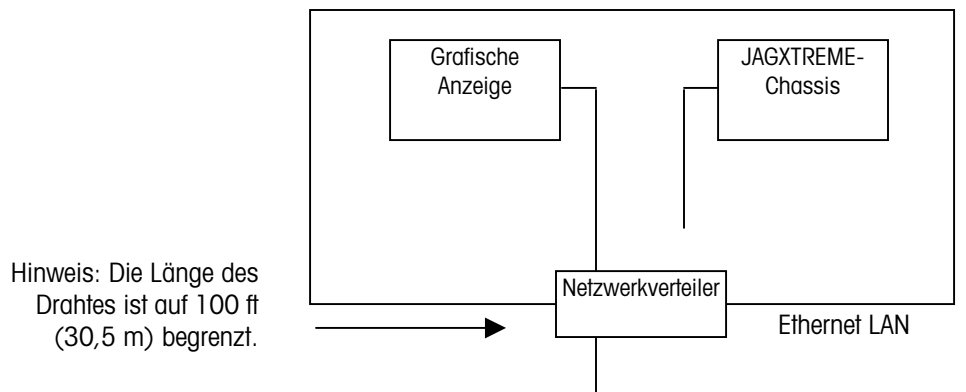 Grafische
Anzeige
JAGXTREME-
Chassis
Hinweis: Die Länge des
Drahtes ist auf 100 ft
(30,5 m) begrenzt.
Netzwerkverteiler
Ethernet LAN